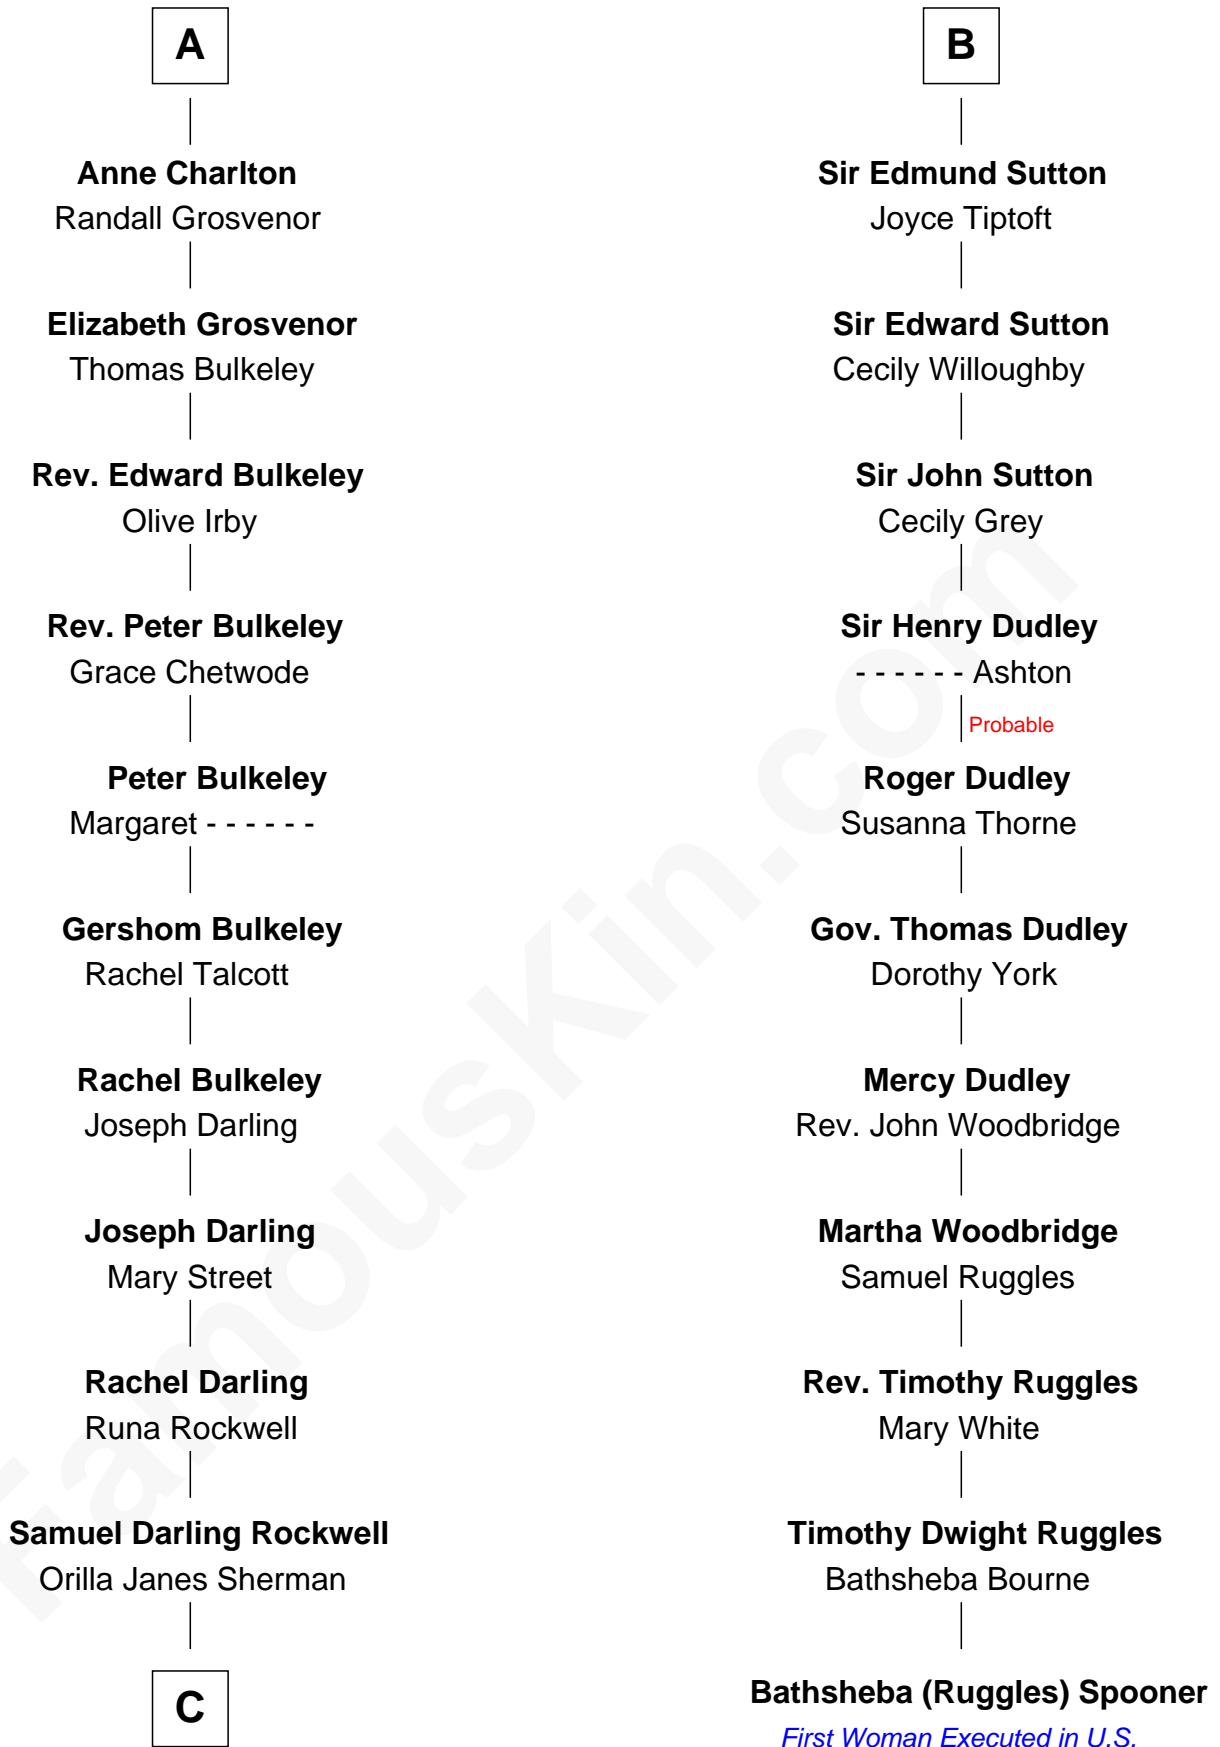 A
Anne Charlton
Randall Grosvenor
Elizabeth Grosvenor
Thomas Bulkeley
Rev. Edward Bulkeley
Olive Irby
Rev. Peter Bulkeley
Grace Chetwode
Peter Bulkeley
Margaret - - - - - -
Gershom Bulkeley
Rachel Talcott
Rachel Bulkeley
Joseph Darling
Joseph Darling
Mary Street
Rachel Darling
Runa Rockwell
Samuel Darling Rockwell
Orilla Janes Sherman
C
B
Sir Edmund Sutton
Joyce Tiptoft
Sir Edward Sutton
Cecily Willoughby
Sir John Sutton
Cecily Grey
Sir Henry Dudley
- - - - - - Ashton
Probable
Roger Dudley
Susanna Thorne
Gov. Thomas Dudley
Dorothy York
Mercy Dudley
Rev. John Woodbridge
Martha Woodbridge
Samuel Ruggles
Rev. Timothy Ruggles
Mary White
Timothy Dwight Ruggles
Bathsheba Bourne
Bathsheba (Ruggles) Spooner
First Woman Executed in U.S.
FamousKin.com